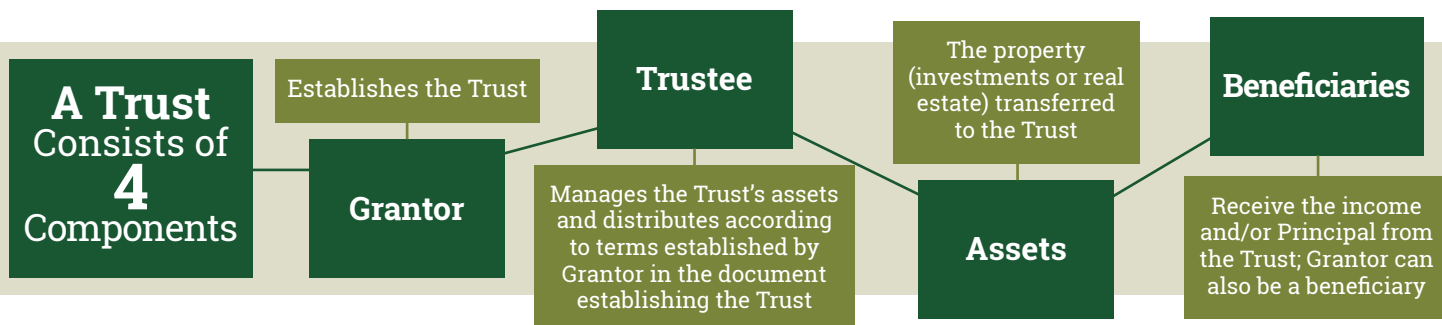 A Trust
Consists of
4
Components
Establishes the Trust
Grantor
Trustee
Manages the Trust's assets
and distributes according
to terms established by
Grantor in the document
establishing the Trust
The property
(investments or real
estate) transferred
to the Trust
Assets
Beneficiaries
Receive the income
and/or Principal from
the Trust; Grantor can
also be a beneficiary